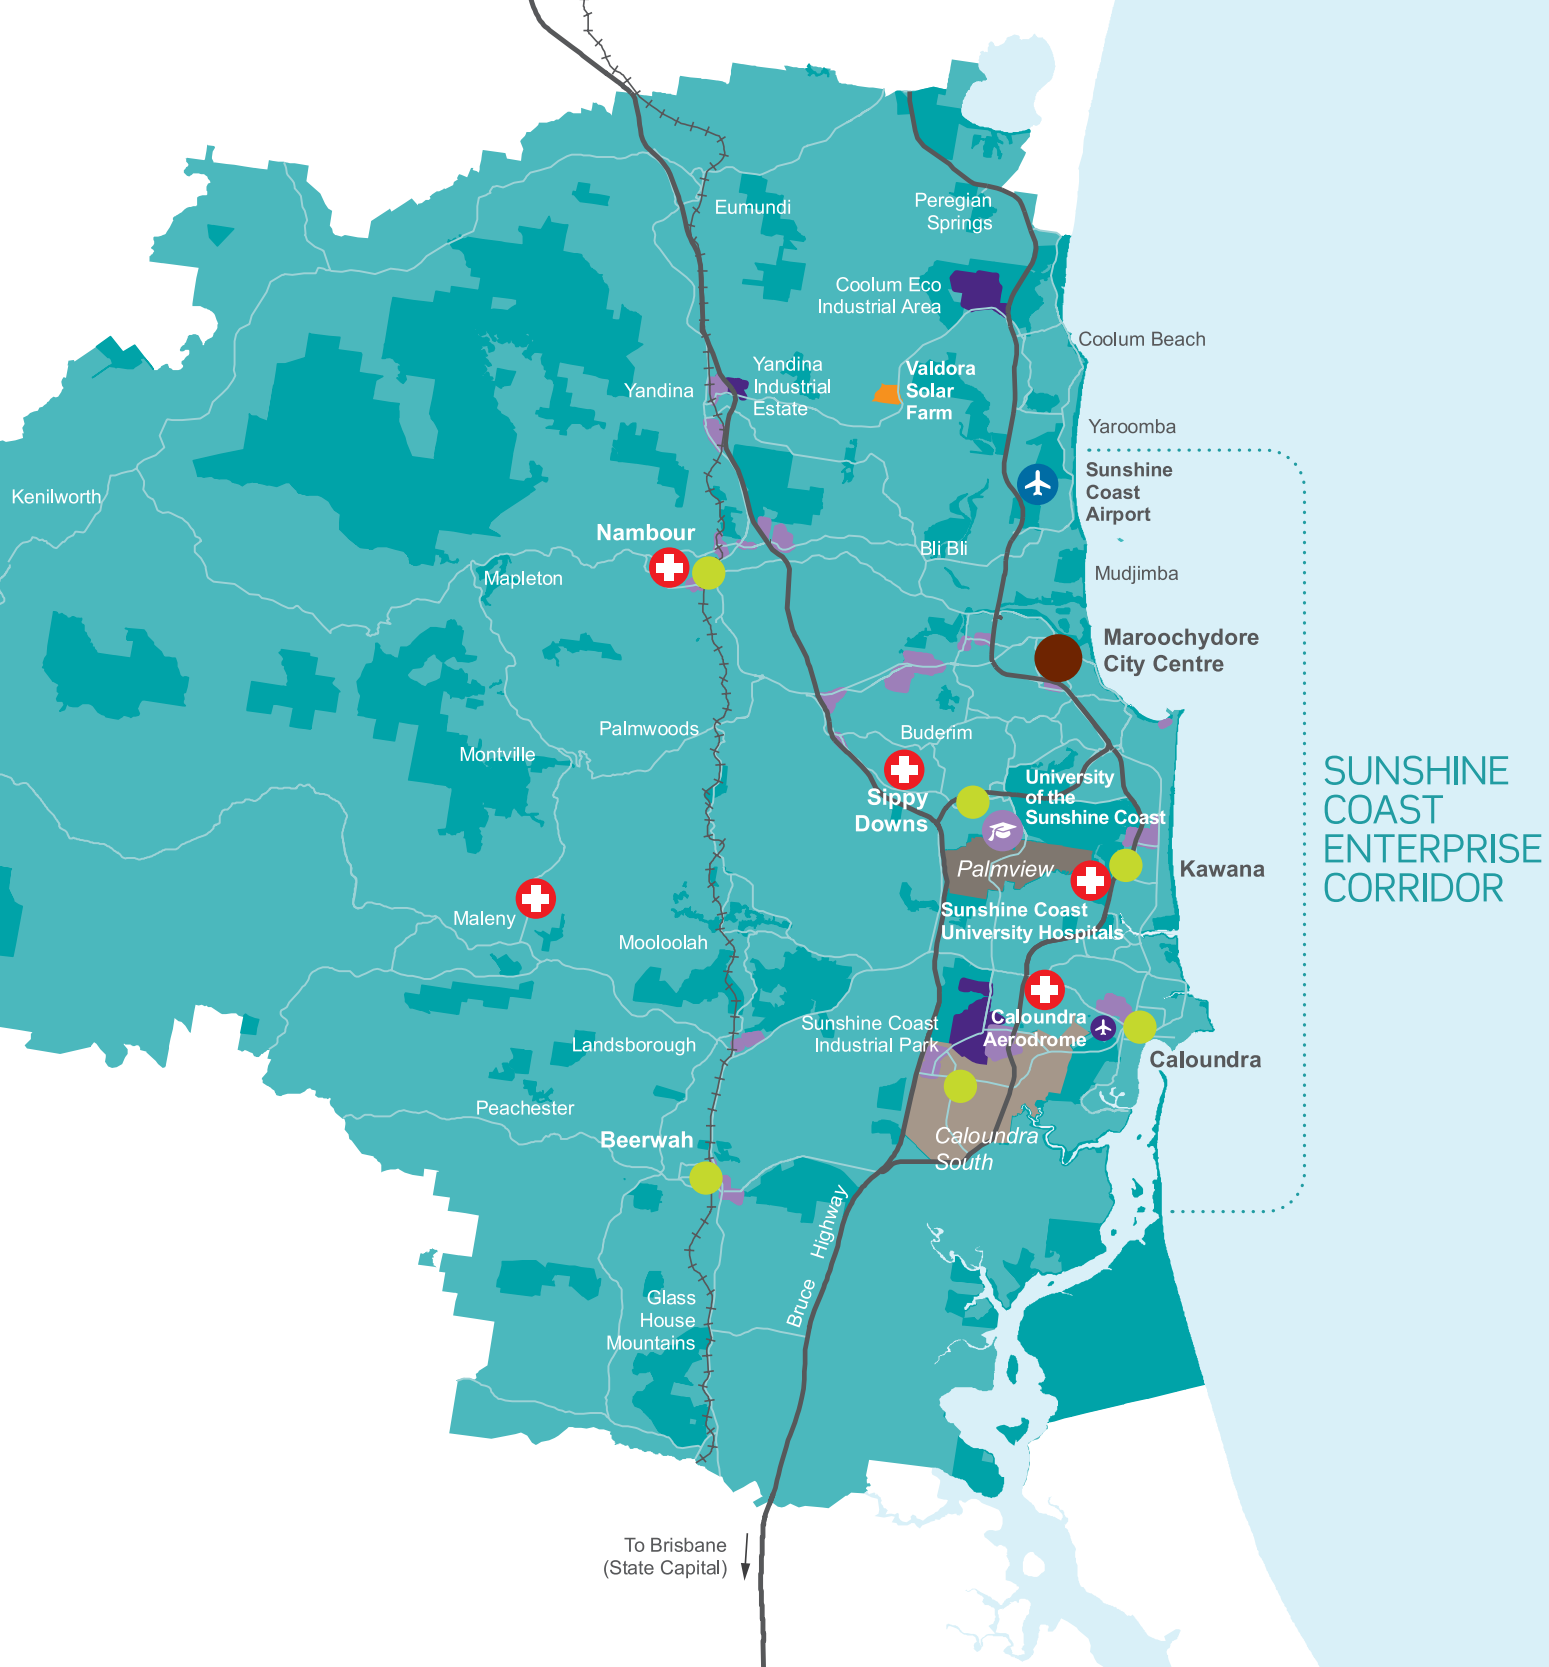 Eumundi
Peregian
Springs
Coolum Eco
Industrial Area
Coolum Beach
Yandina
Yandina
Industrial
Estate
Valdora
Solar
Farm
Yaroomba
Sunshine
Coast
Airport
Kenilworth
Nambour
Bli Bli
Mapleton
Mudjimba
Maroochydore
City Centre
Palmwoods
Buderim
Montville
Sippy
Downs
University
of the
Sunshine Coast
SUNSHINE
COAST
ENTERPRISE
CORRIDOR
Palmview
Kawana
Maleny
Sunshine Coast
University Hospitals
Mooloolah
Sunshine Coast
Industrial Park
Caloundra
Aerodrome
Landsborough
Caloundra
Peachester
Beerwah
Caloundra
South
Bruce Highway
Glass
House
Mountains
To Brisbane
(State Capital)